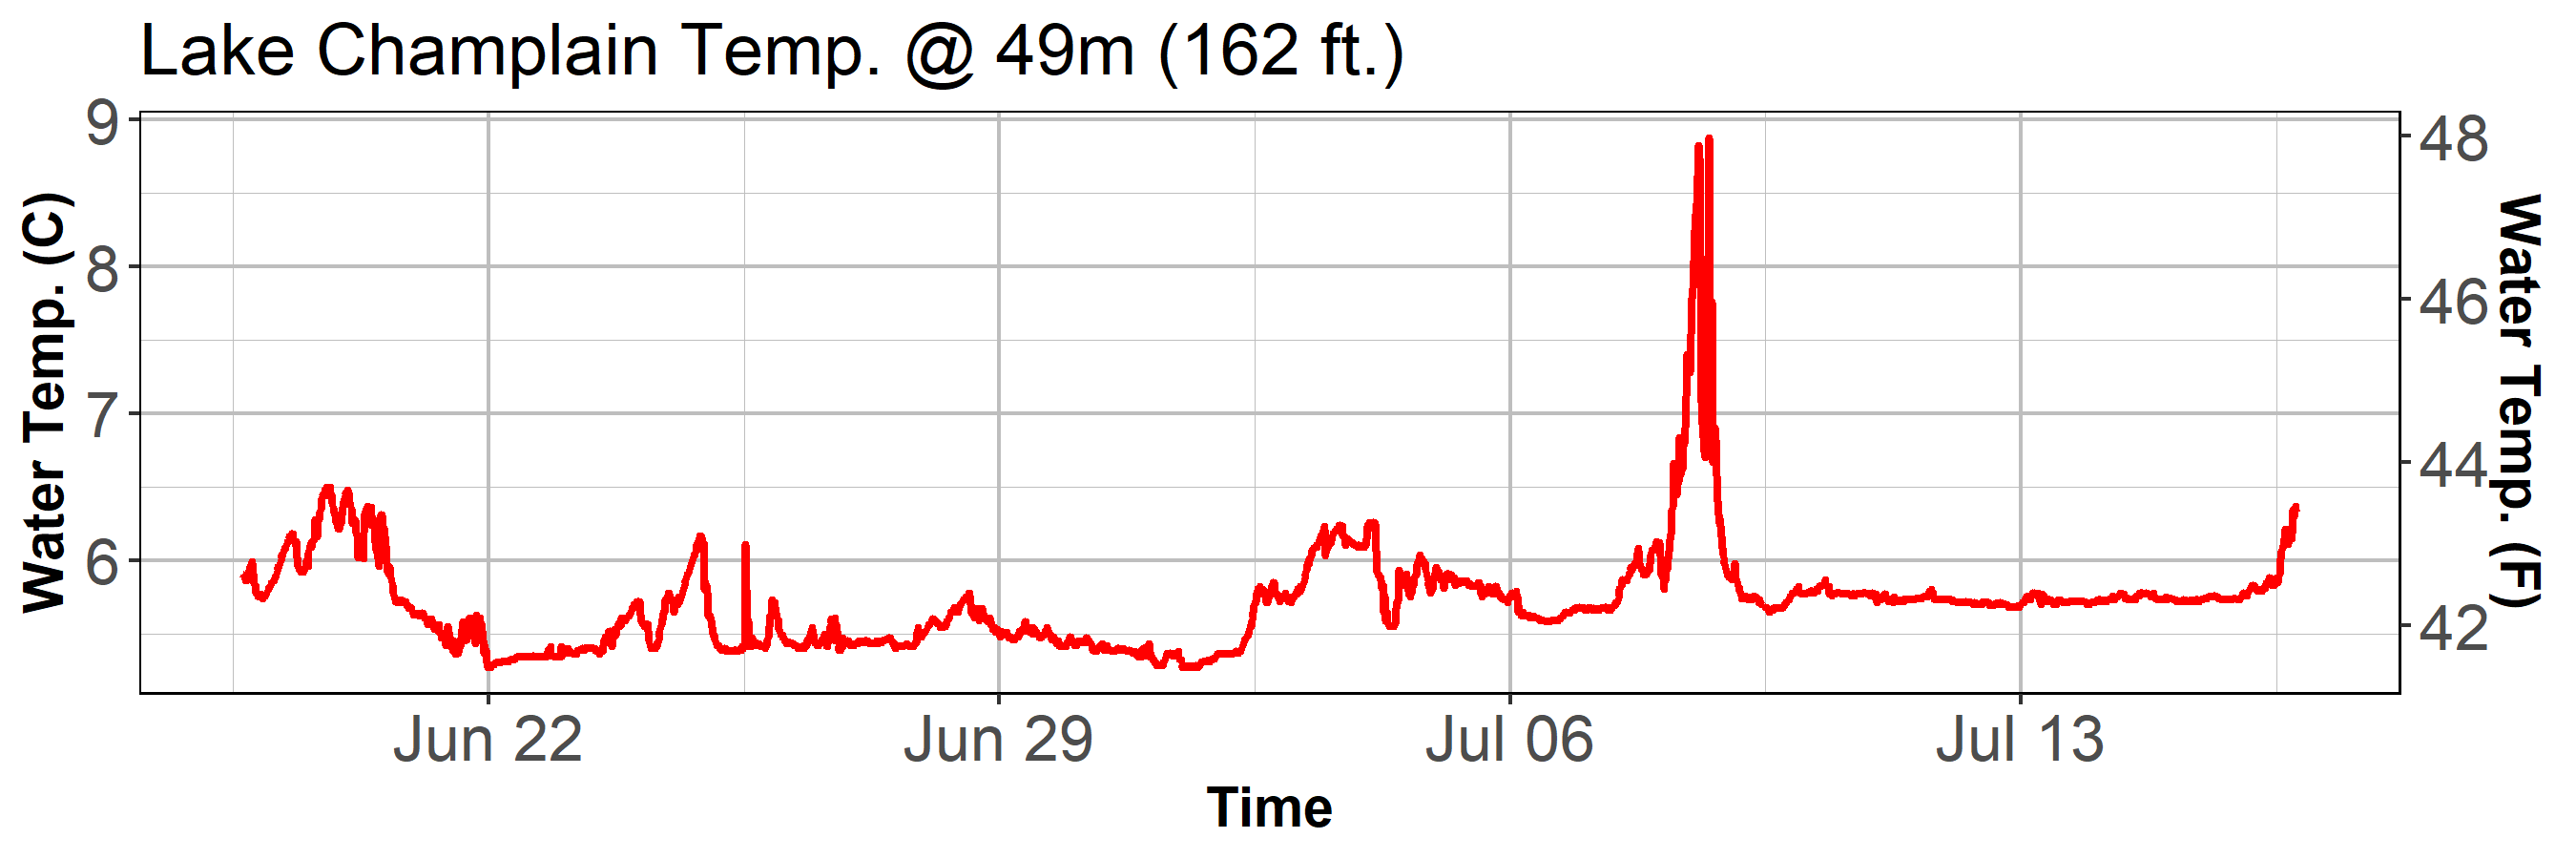 Lake Champlain Temp. @ 49m (162 ft.)
Water Temp. (C)
9
8
7
6
48
46
44
42
Water Temp. (F)
Jun 22
Jun 29
Jul 06
Jul 13
Time